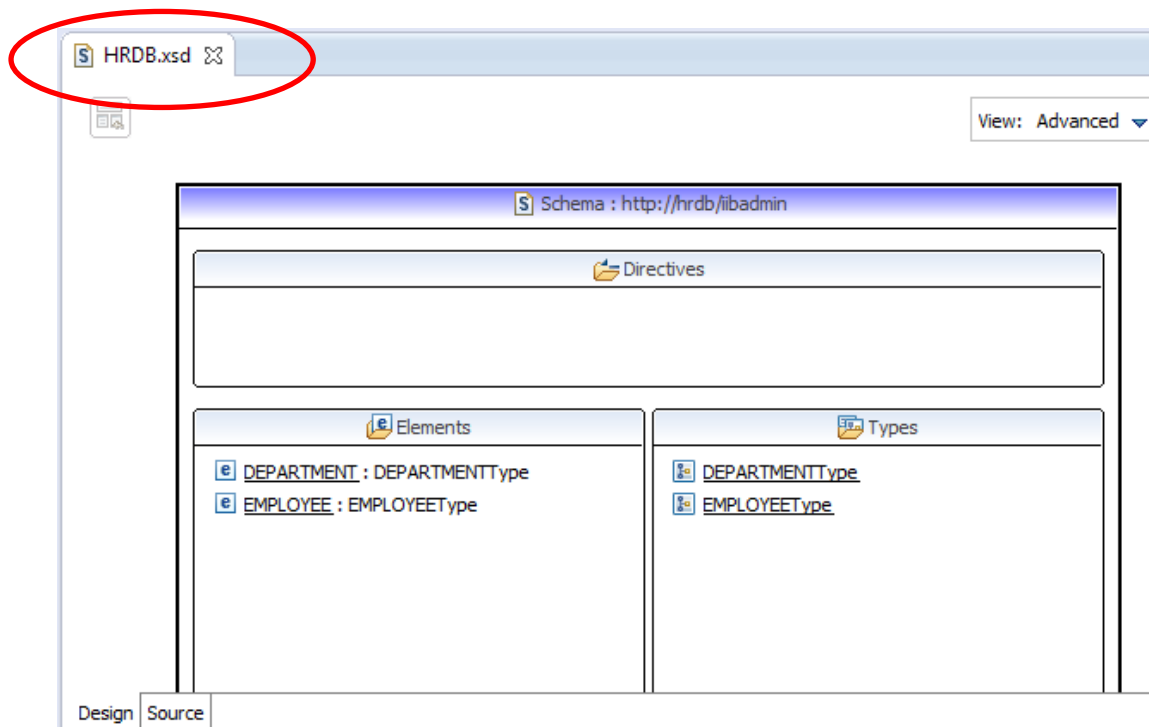 HRDB.xsd
View: Advanced
Schema : http://hrdb/iibadmin
Directives
Elements
DEPARTMENT : DEPARTMENTType
EMPLOYEE : EMPLOYEEType
Types
DEPARTMENTType
EMPLOYEEType
Design Source